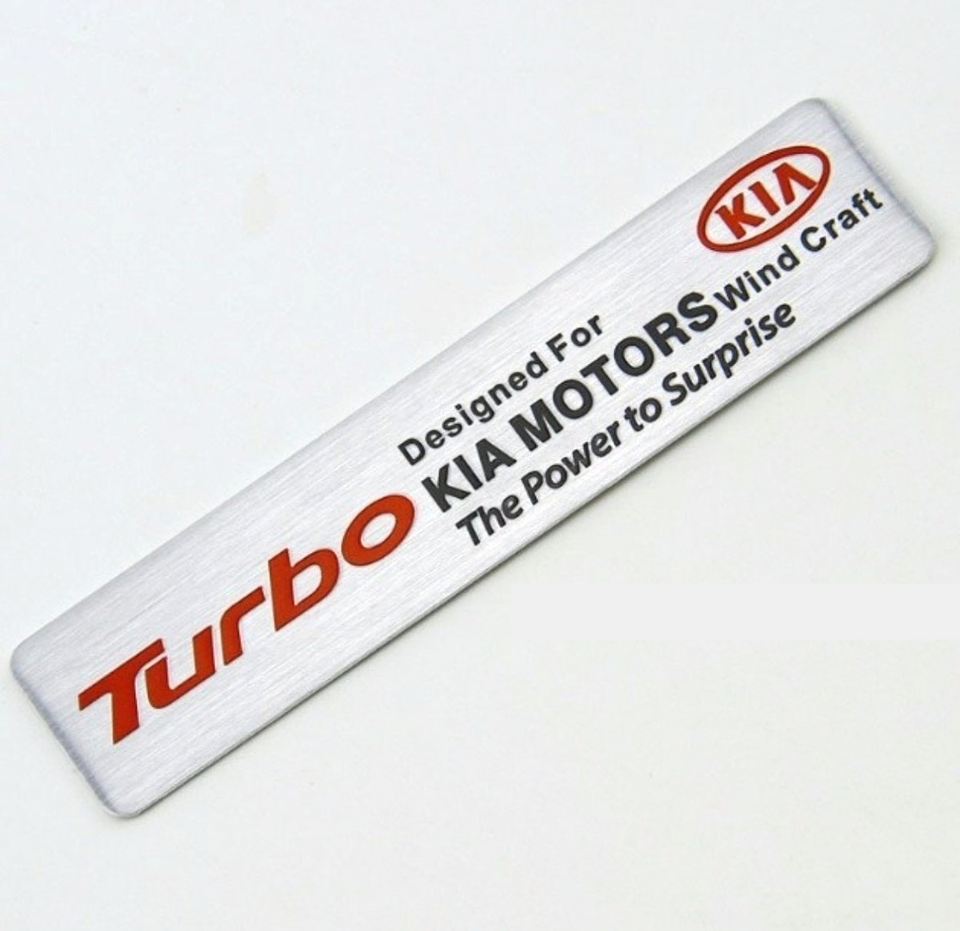 KIA
Turbo
Designed For
KIA MOTORS Wind Craft
The Power to Surprise